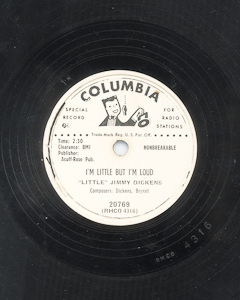 COLUMBIA
SPECIAL
RECORD
FOR
RADIO
STATIONS
Trade Mark Reg. U.S. Pat. Off.
Time: 2:30
Clearance: BMI
Publisher:
Acuff-Rose Pub.
NONBREAKABLE
I'M LITTLE BUT I'M LOUD
"LITTLE" JIMMY DICKENS
Composers: Dickens, Bryant
20769
(RHCO 4316)
4316